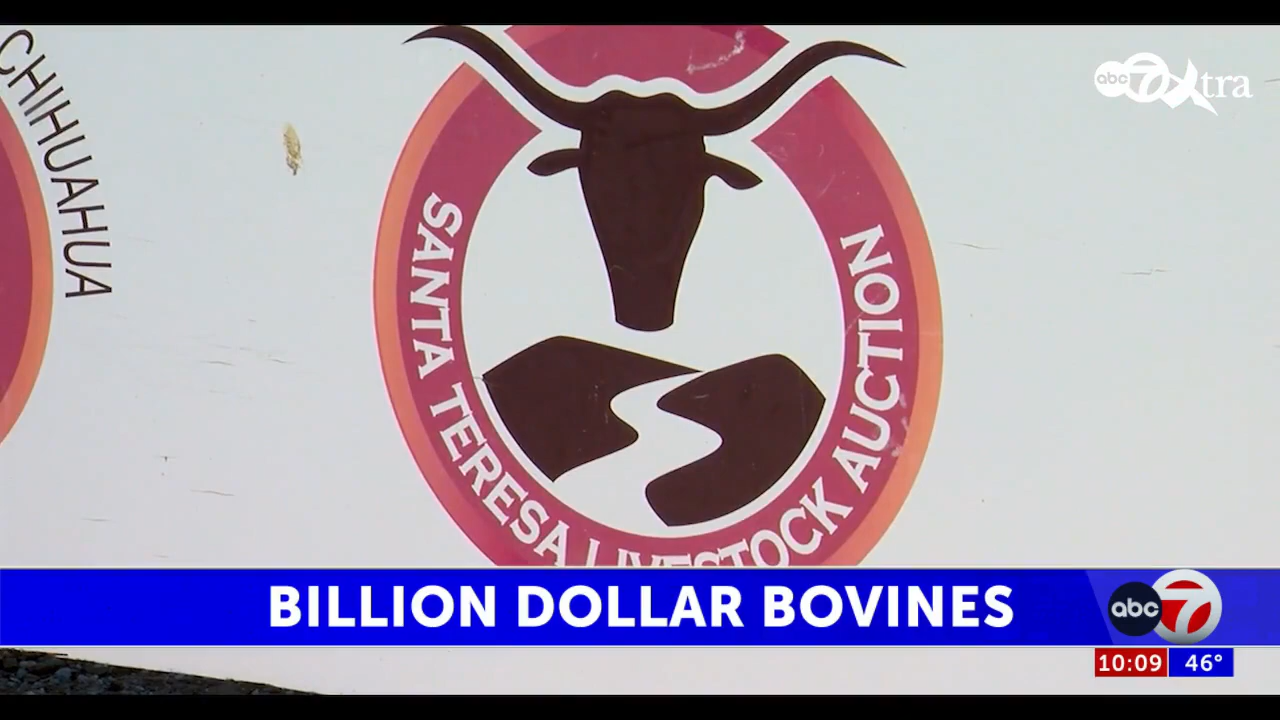 CHIHUAHUA
abc 7 Xtra
SANTA TERESA LIVESTOCK AUCTION
BILLION DOLLAR BOVINES
abc 7
10:09 46°